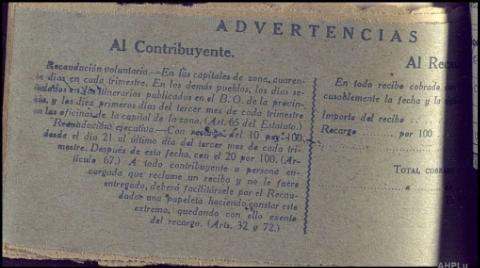 ADVERTENCIAS
Al Contribuyente.
Recaudación voluntaria.—En las capitales de zona, cuaren-
ta días en cada trimestre. En los demás pueblos, los días se-
ñalados en los itinerarios publicados en el B. O. de la provin-
cia, y los diez primeros días del tercer mes de cada trimestre
en las oficinas de la capital de la zona. (Art. 65 del Estatuto.)
Recaudación ejecutiva.—Con recargo del 10 por 100,
desde el día 21 al último día del tercer mes de cada tri-
mestre. Después de esta fecha, con el 20 por 100. (Ar-
tículo 67.) A todo contribuyente o persona en-
cargada que reclame un recibo y no le fuere
entregado, deberá facilitársele por el Recau-
dador una papeleta haciendo constar este
extremo, quedando con ello exento
del recargo. (Arts. 32 y 72.)
Al Recau
En todo recibo cobrado con
cusablemente la fecha y la
Importe del recibo
Recargo por 100
TOTAL COBRADO
a
AHPLu